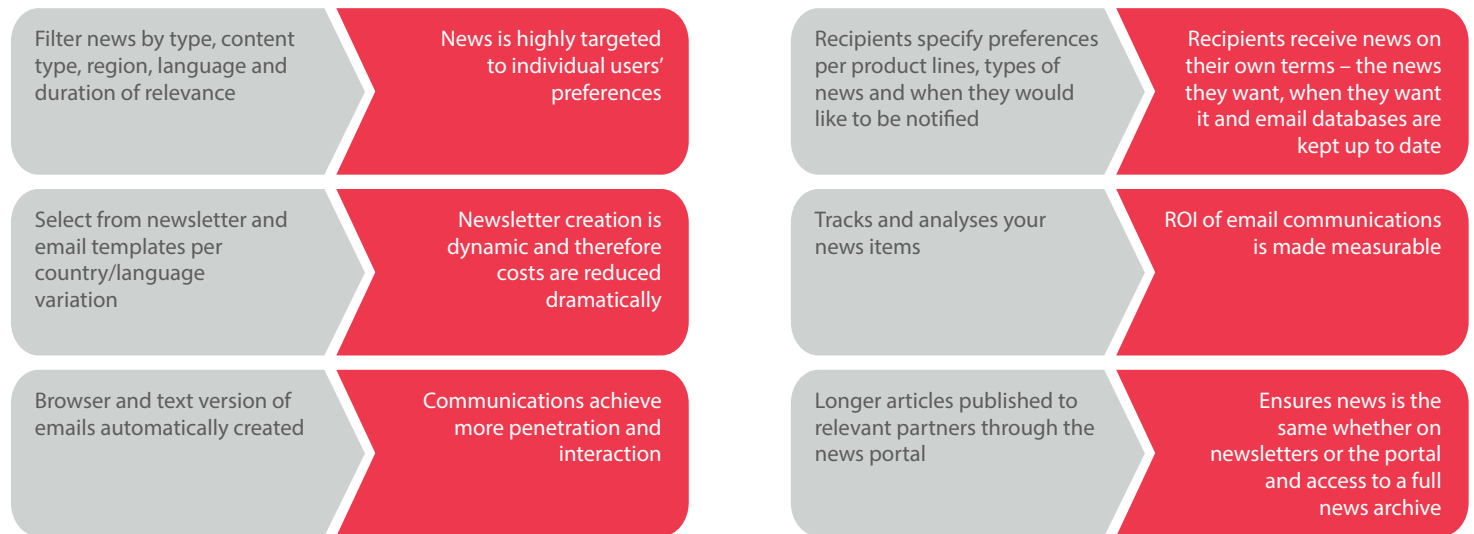 Filter news by type, content
type, region, language and
duration of relevance
News is highly targeted
to individual users’
preferences
Select from newsletter and
email templates per
country/language
variation
Newsletter creation is
dynamic and therefore
costs are reduced
dramatically
Browser and text version of
emails automatically created
Communications achieve
more penetration and
interaction
Recipients specify preferences
per product lines, types of
news and when they would
like to be notified
Recipients receive news on
their own terms – the news
they want, when they want
it and email databases are
kept up to date
Tracks and analyses your
news items
ROI of email communications
is made measurable
Longer articles published to
relevant partners through the
news portal
Ensures news is the
same whether on
newsletters or the portal
and access to a full
news archive